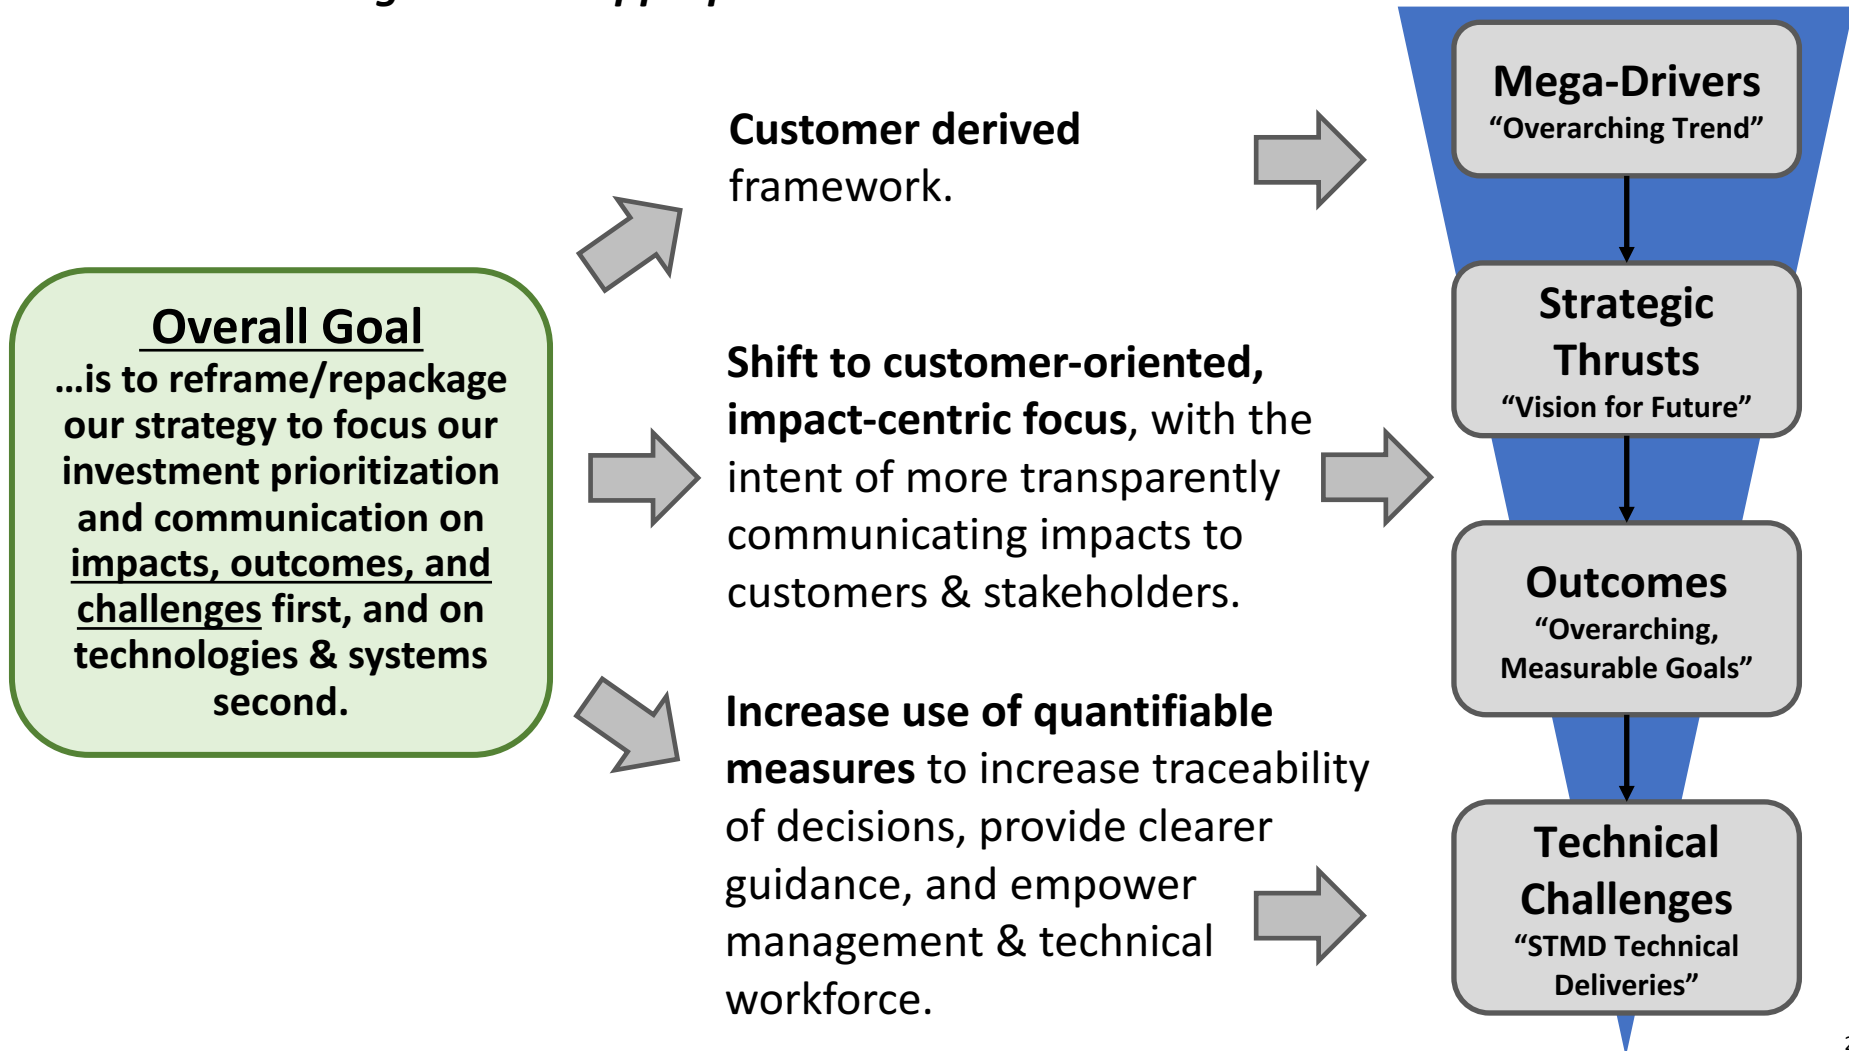 Overall Goal
...is to reframe/repackage
our strategy to focus our
investment prioritization
and communication on
impacts, outcomes, and
challenges first, and on
technologies & systems
second.
Customer derived
framework.
Shift to customer-oriented,
impact-centric focus, with the
intent of more transparently
communicating impacts to
customers & stakeholders.
Increase use of quantifiable
measures to increase traceability
of decisions, provide clearer
guidance, and empower
management & technical
workforce.
Mega-Drivers
“Overarching Trend”
Strategic
Thrusts
“Vision for Future”
Outcomes
“Overarching,
Measurable Goals”
Technical
Challenges
“STMD Technical
Deliveries”